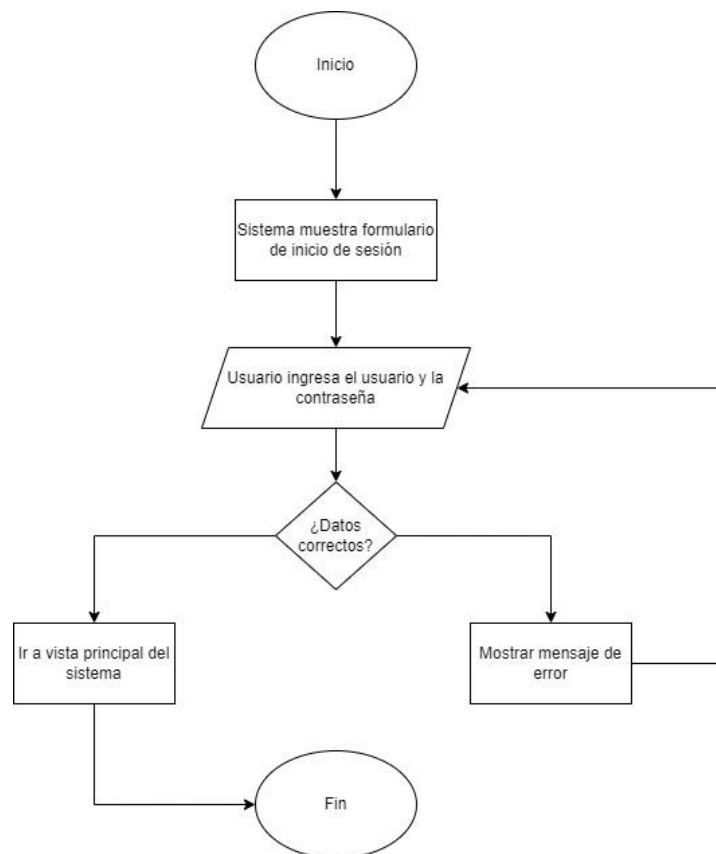 Inicio
Sistema muestra formulario
de inicio de sesión
Usuario ingresa el usuario y la
contraseña
¿Datos
correctos?
Ir a vista principal del
sistema
Mostrar mensaje de
error
Fin